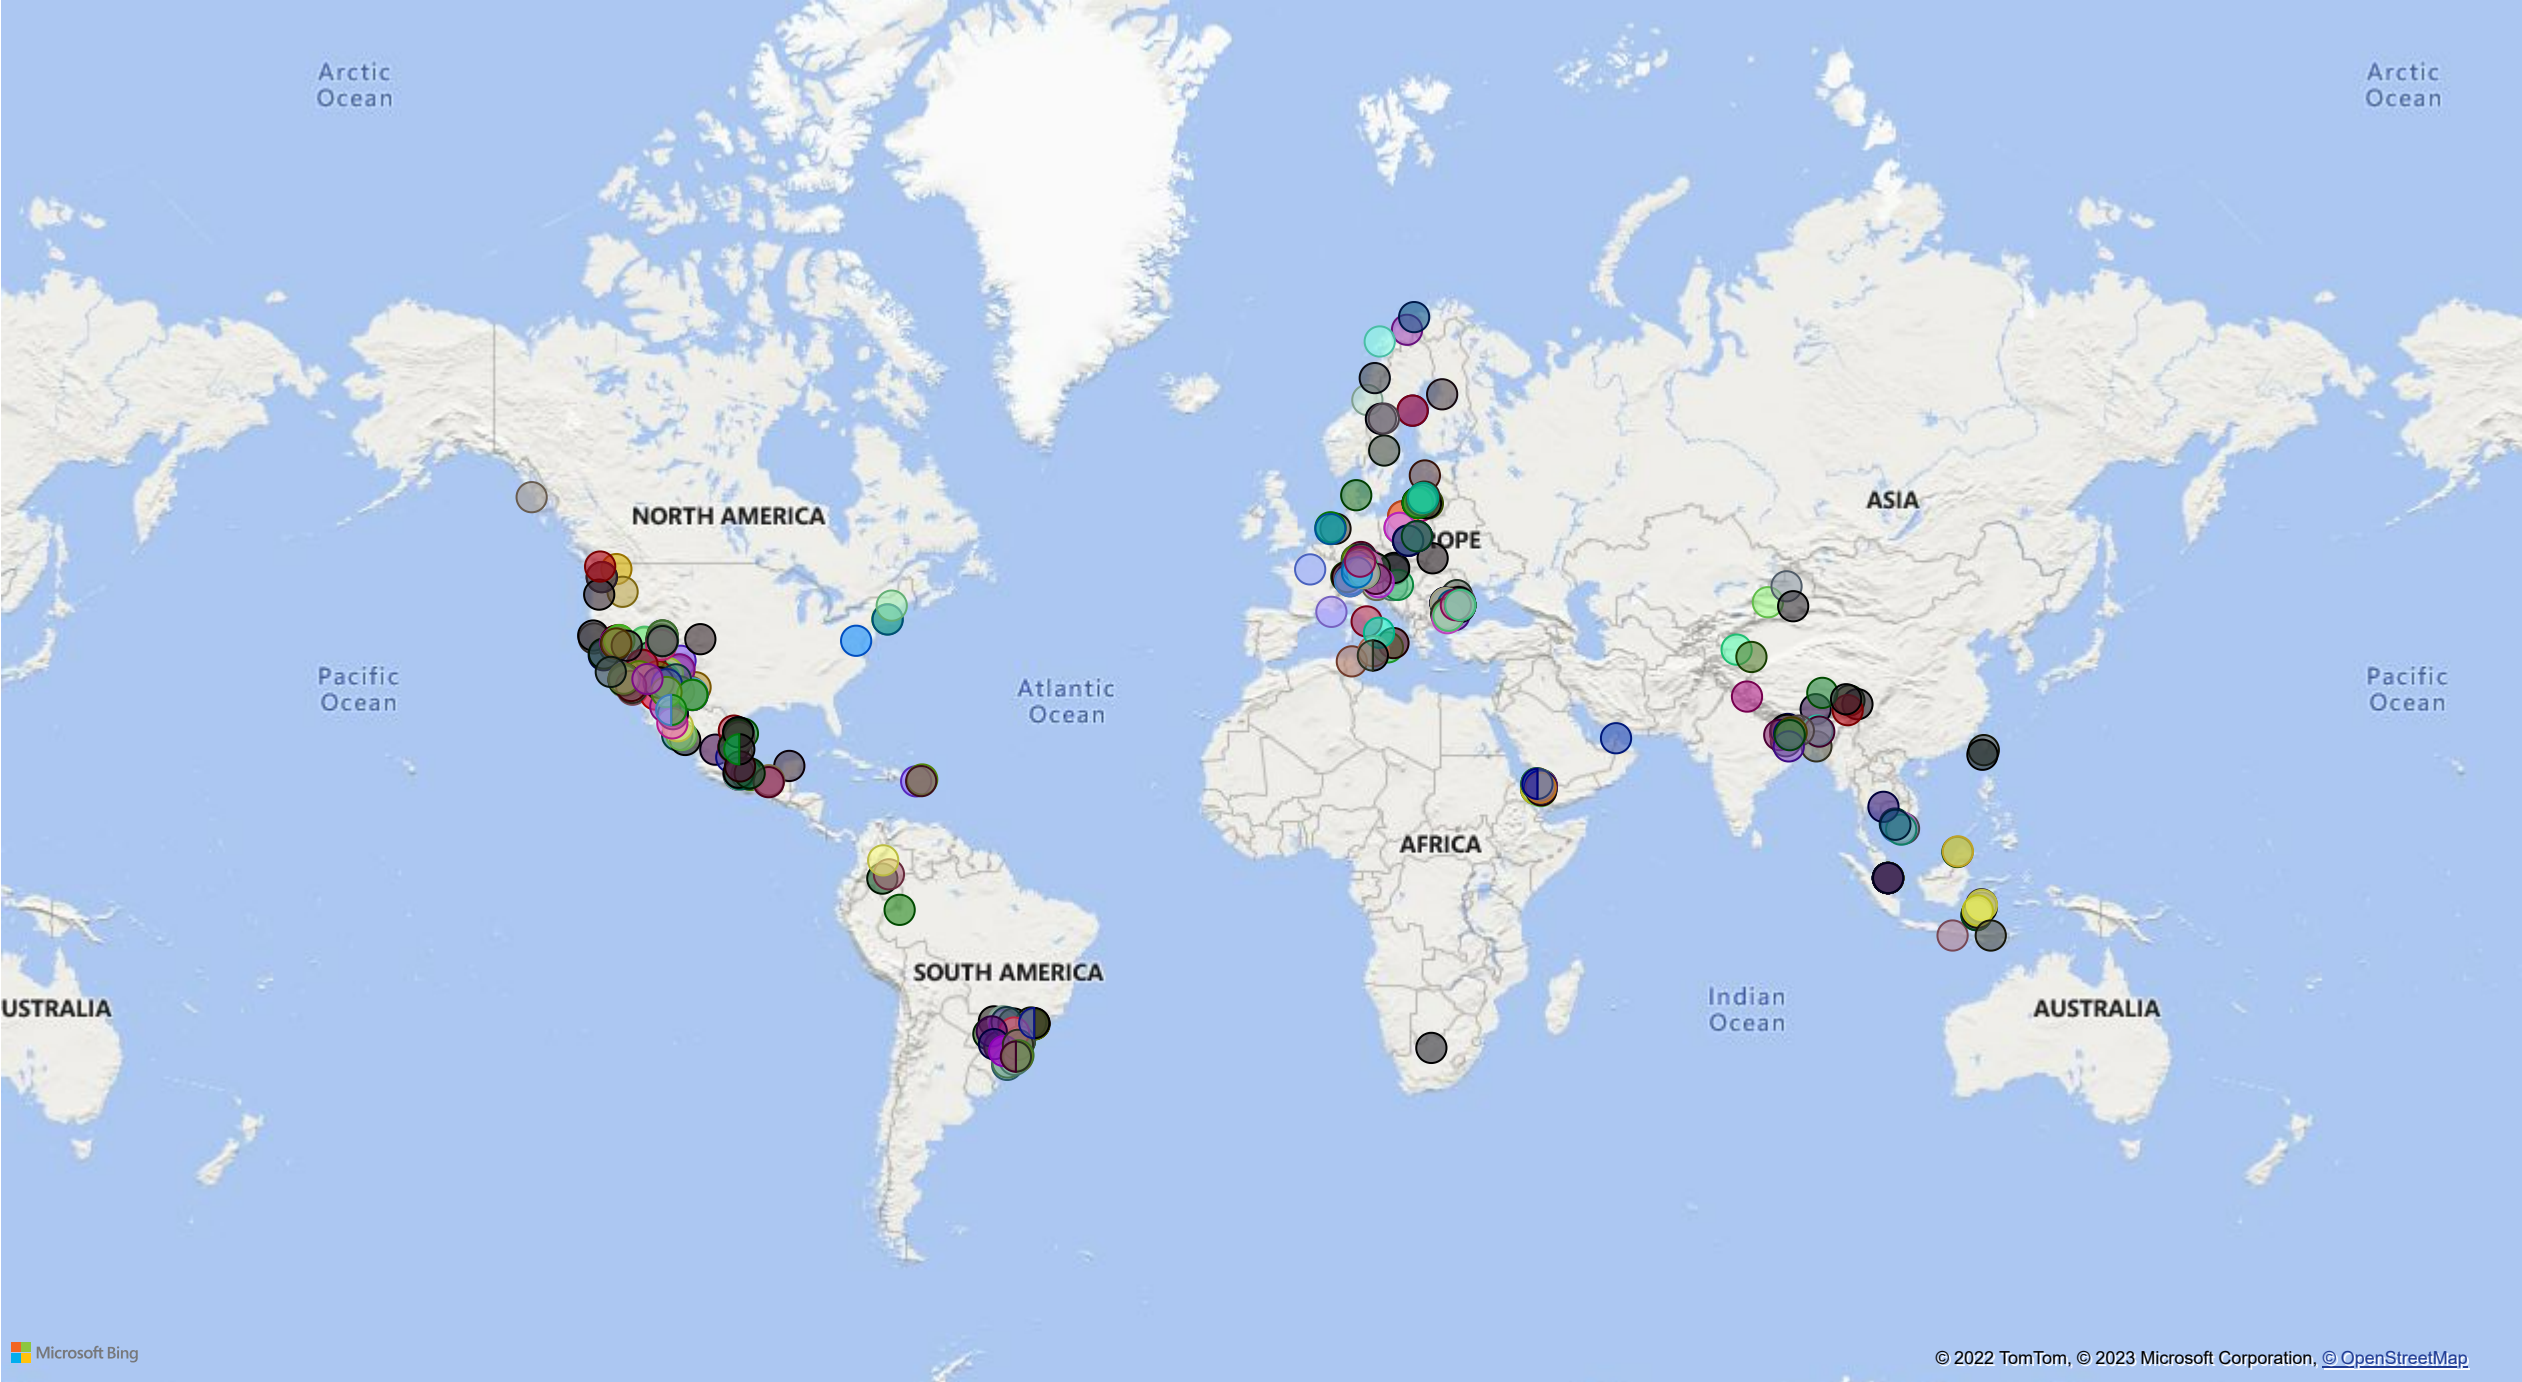 Arctic
Ocean
Arctic
Ocean
NORTH AMERICA
ASIA
OPE
Pacific
Ocean
Atlantic
Ocean
Pacific
Ocean
AFRICA
SOUTH AMERICA
Indian
Ocean
USTRALIA
AUSTRALIA
Microsoft Bing
© 2022 TomTom, © 2023 Microsoft Corporation, © OpenStreetMap